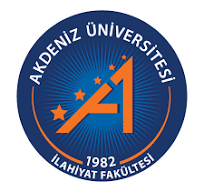 AKDENİZ ÜNİVERSİTESİ
1982
İLAHİYAT FAKÜLTESİ